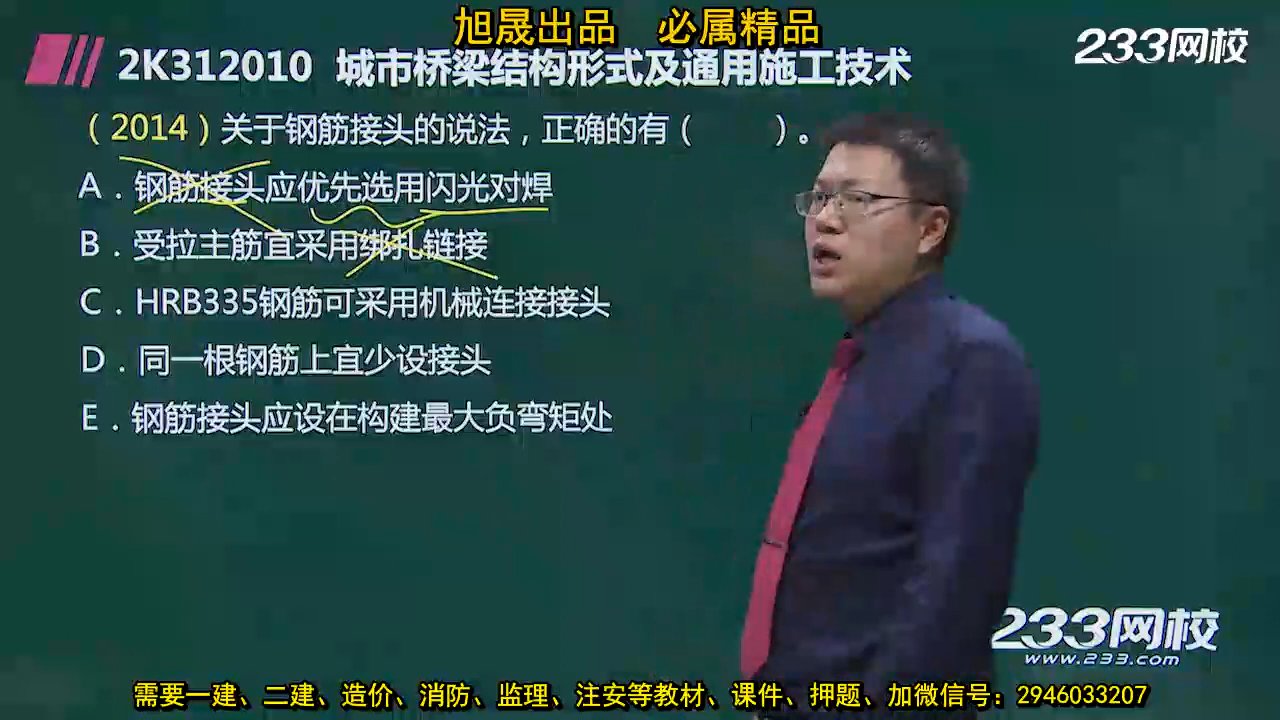 旭晟出品 必属精品
2K312010 城市桥梁结构形式及通用施工技术
233网校
（2014）关于钢筋接头的说法，正确的有（ ）。
A．钢筋接头应优先选用闪光对焊
B．受拉主筋宜采用绑扎链接
C．HRB335钢筋可采用机械连接接头
D．同一根钢筋上宜少设接头
E．钢筋接头应设在构建最大负弯矩处
233网校
www.233.com
需要一建、二建、造价、消防、监理、注安等教材、课件、押题、加微信号：2946033207